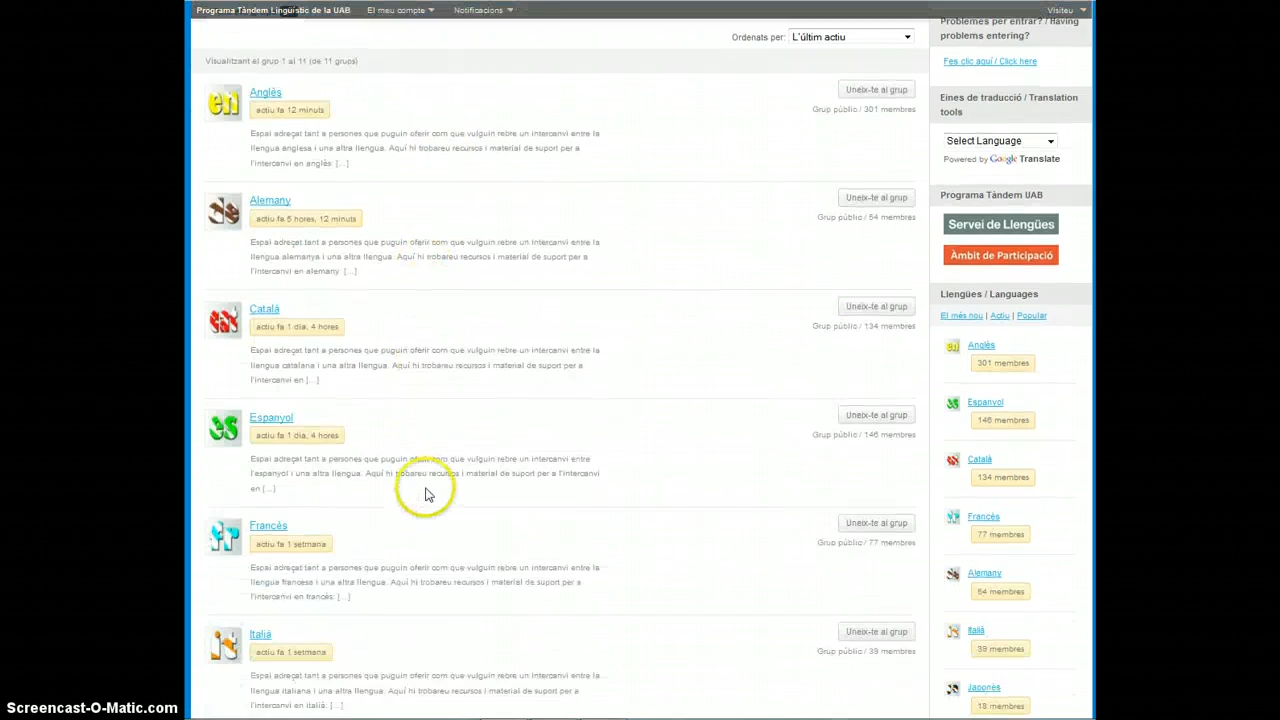 Programa Tàndem Lingüístic de la UAB El meu compte Notificacions Visiteu
Ordenats per: L'últim actiu
Visualitzant el grup 1 al 11 (de 11 grups)
en
Anglès
actiu fa 12 minuts
Uneix-te al grup
Grup públic / 301 membres
Espai adreçat tant a persones que puguin oferir com que vulguin rebre un intercanvi entre la
llengua anglesa i una altra llengua. Aquí hi trobareu recursos i material de suport per a
l'intercanvi en anglès: [...]
de
Alemany
actiu fa 5 hores, 12 minuts
Uneix-te al grup
Grup públic / 54 membres
Espai adreçat tant a persones que puguin oferir com que vulguin rebre un intercanvi entre la
llengua alemanya i una altra llengua. Aquí hi trobareu recursos i material de suport per a
l'intercanvi en alemany: [...]
cat
Català
actiu fa 1 dia, 4 hores
Uneix-te al grup
Grup públic / 134 membres
Espai adreçat tant a persones que puguin oferir com que vulguin rebre un intercanvi entre la
llengua catalana i una altra llengua. Aquí hi trobareu recursos i material de suport per a
l'intercanvi en [...]
es
Espanyol
actiu fa 1 dia, 4 hores
Uneix-te al grup
Grup públic / 146 membres
Espai adreçat tant a persones que puguin oferir com que vulguin rebre un intercanvi entre
l'espanyol i una altra llengua. Aquí hi trobareu recursos i material de suport per a l'intercanvi
en [...]
fr
Francès
actiu fa 1 setmana
Uneix-te al grup
Grup públic / 77 membres
Espai adreçat tant a persones que puguin oferir com que vulguin rebre un intercanvi entre la
llengua francesa i una altra llengua. Aquí hi trobareu recursos i material de suport per a
l'intercanvi en francès: [...]
it
Italià
actiu fa 1 setmana
Uneix-te al grup
Grup públic / 39 membres
Espai adreçat tant a persones que puguin oferir com que vulguin rebre un intercanvi entre la
llengua italiana i una altra llengua. Aquí hi trobareu recursos i material de suport per a
l'intercanvi en italià: [...]
Problemes per entrar? / Having
problems entering?
Fes clic aquí / Click here
Eines de traducció / Translation
tools
Select Language
Powered by Google Translate
Programa Tàndem UAB
Servei de Llengües
Àmbit de Participació
Llengües / Languages
El més nou | Actiu | Popular
en
Anglès
301 membres
es
Espanyol
146 membres
cat
Català
134 membres
fr
Francès
77 membres
de
Alemany
54 membres
it
Italià
39 membres
Japonès
18 membres
Screencast-O-Matic.com